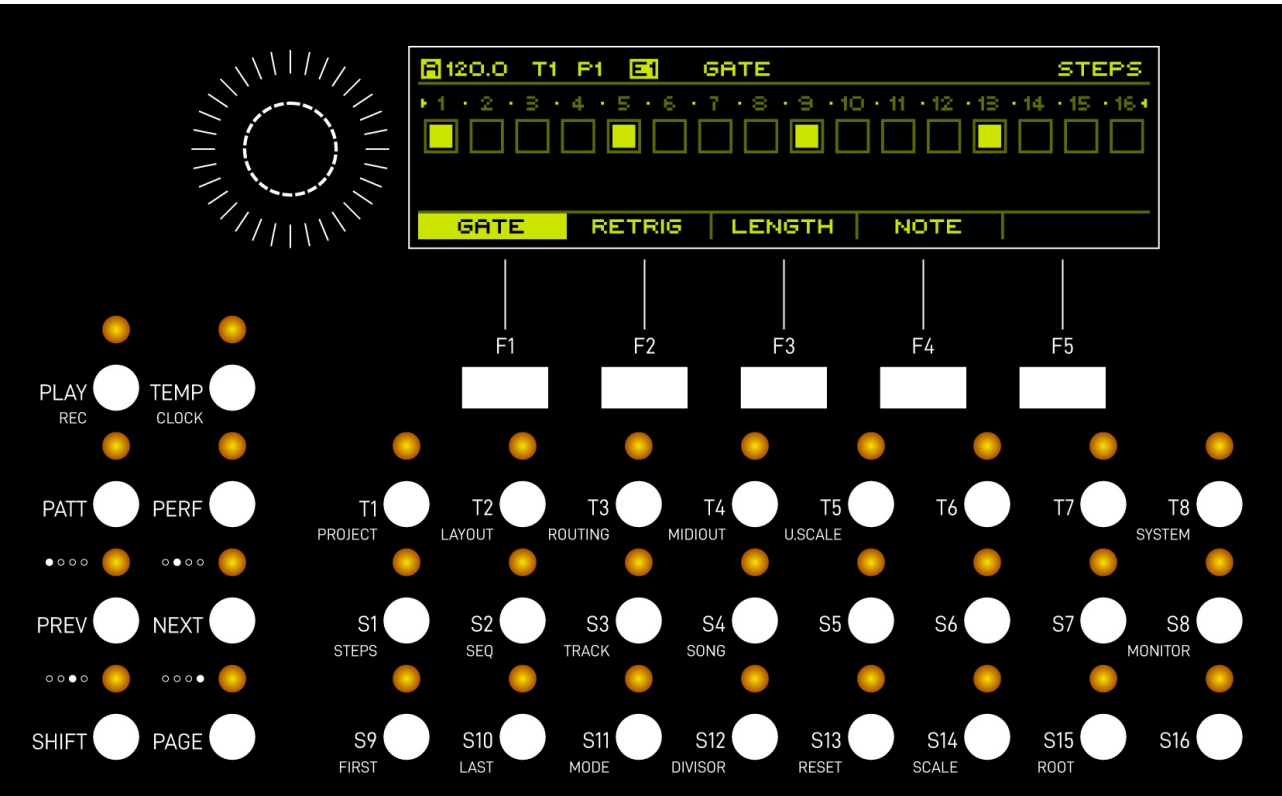 A 120.0 T1 P1 E1 GATE STEPS
1 2 3 4 5 6 7 8 9 10 11 12 13 14 15 16
GATE RETRIG LENGTH NOTE
F1 F2 F3 F4 F5
PLAY TEMP
REC CLOCK
PATT PERF T1 T2 T3 T4 T5 T6 T7 T8
PROJECT LAYOUT ROUTING MIDIOUT U.SCALE SYSTEM
PREV NEXT S1 S2 S3 S4 S5 S6 S7 S8
STEPS SEQ TRACK SONG MONITOR
SHIFT PAGE S9 S10 S11 S12 S13 S14 S15 S16
FIRST LAST MODE DIVISOR RESET SCALE ROOT